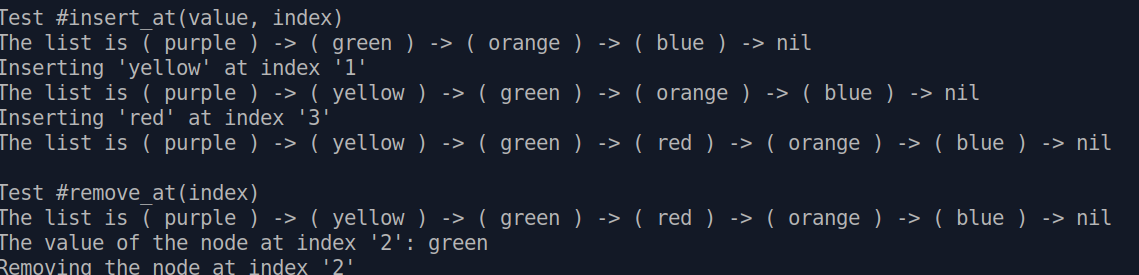 Test #insert_at(value, index)
The list is ( purple ) -> ( green ) -> ( orange ) -> ( blue ) -> nil
Inserting 'yellow' at index '1'
The list is ( purple ) -> ( yellow ) -> ( green ) -> ( orange ) -> ( blue ) -> nil
Inserting 'red' at index '3'
The list is ( purple ) -> ( yellow ) -> ( green ) -> ( red ) -> ( orange ) -> ( blue ) -> nil
Test #remove_at(index)
The list is ( purple ) -> ( yellow ) -> ( green ) -> ( red ) -> ( orange ) -> ( blue ) -> nil
The value of the node at index '2': green
Removing the node at index '2'